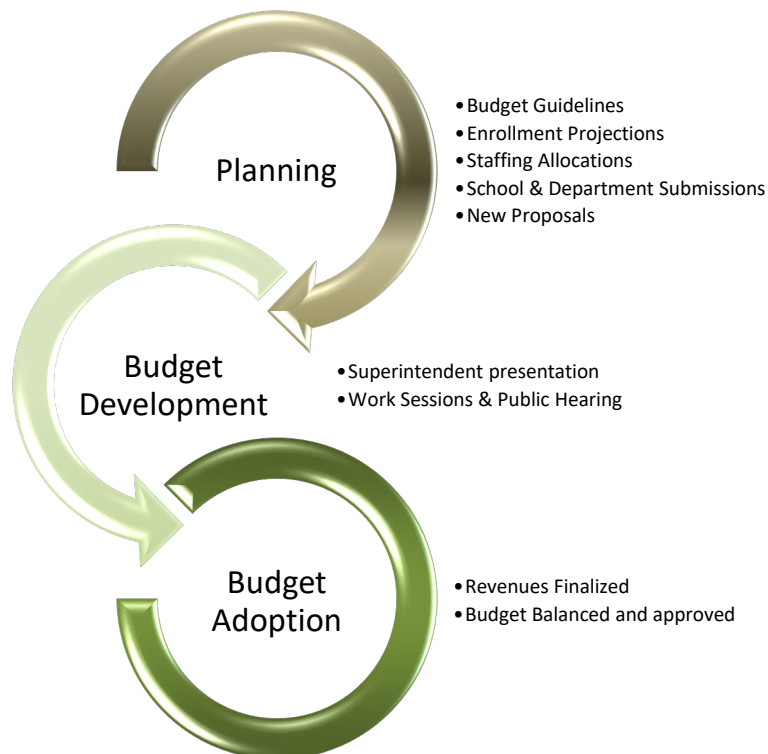 Planning
•Budget Guidelines
•Enrollment Projections
•Staffing Allocations
•School & Department Submissions
•New Proposals
Budget
Development
•Superintendent presentation
•Work Sessions & Public Hearing
Budget
Adoption
•Revenues Finalized
•Budget Balanced and approved